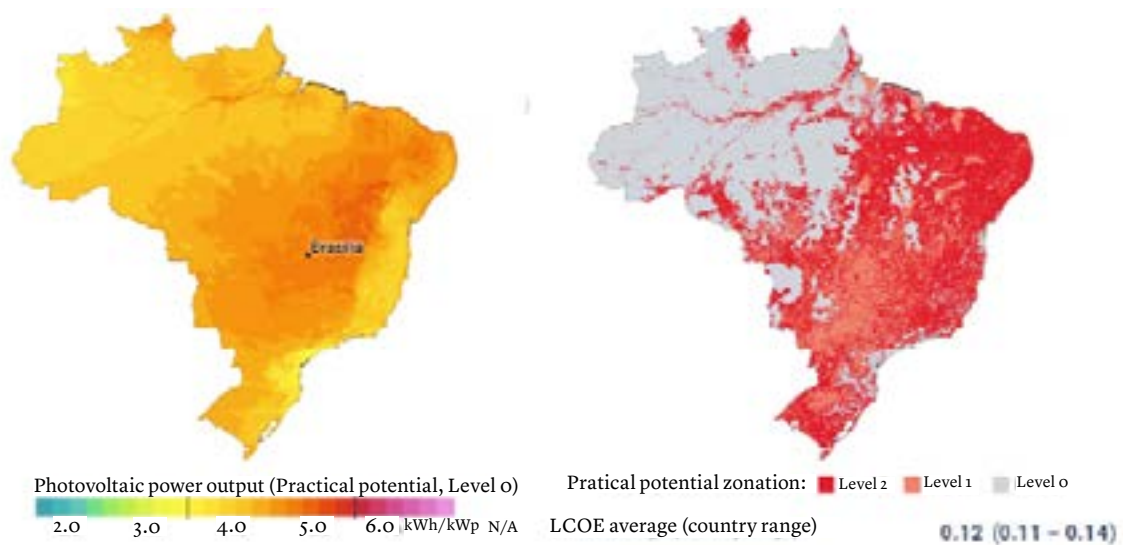 Brasilia
Photovoltaic power output (Practical potential, Level 0)
2.0 3.0 4.0 5.0 6.0 kWh/kWp N/A
Pratical potential zonation: Level 2 Level 1 Level 0
LCOE average (country range) 0.12 (0.11 – 0.14)